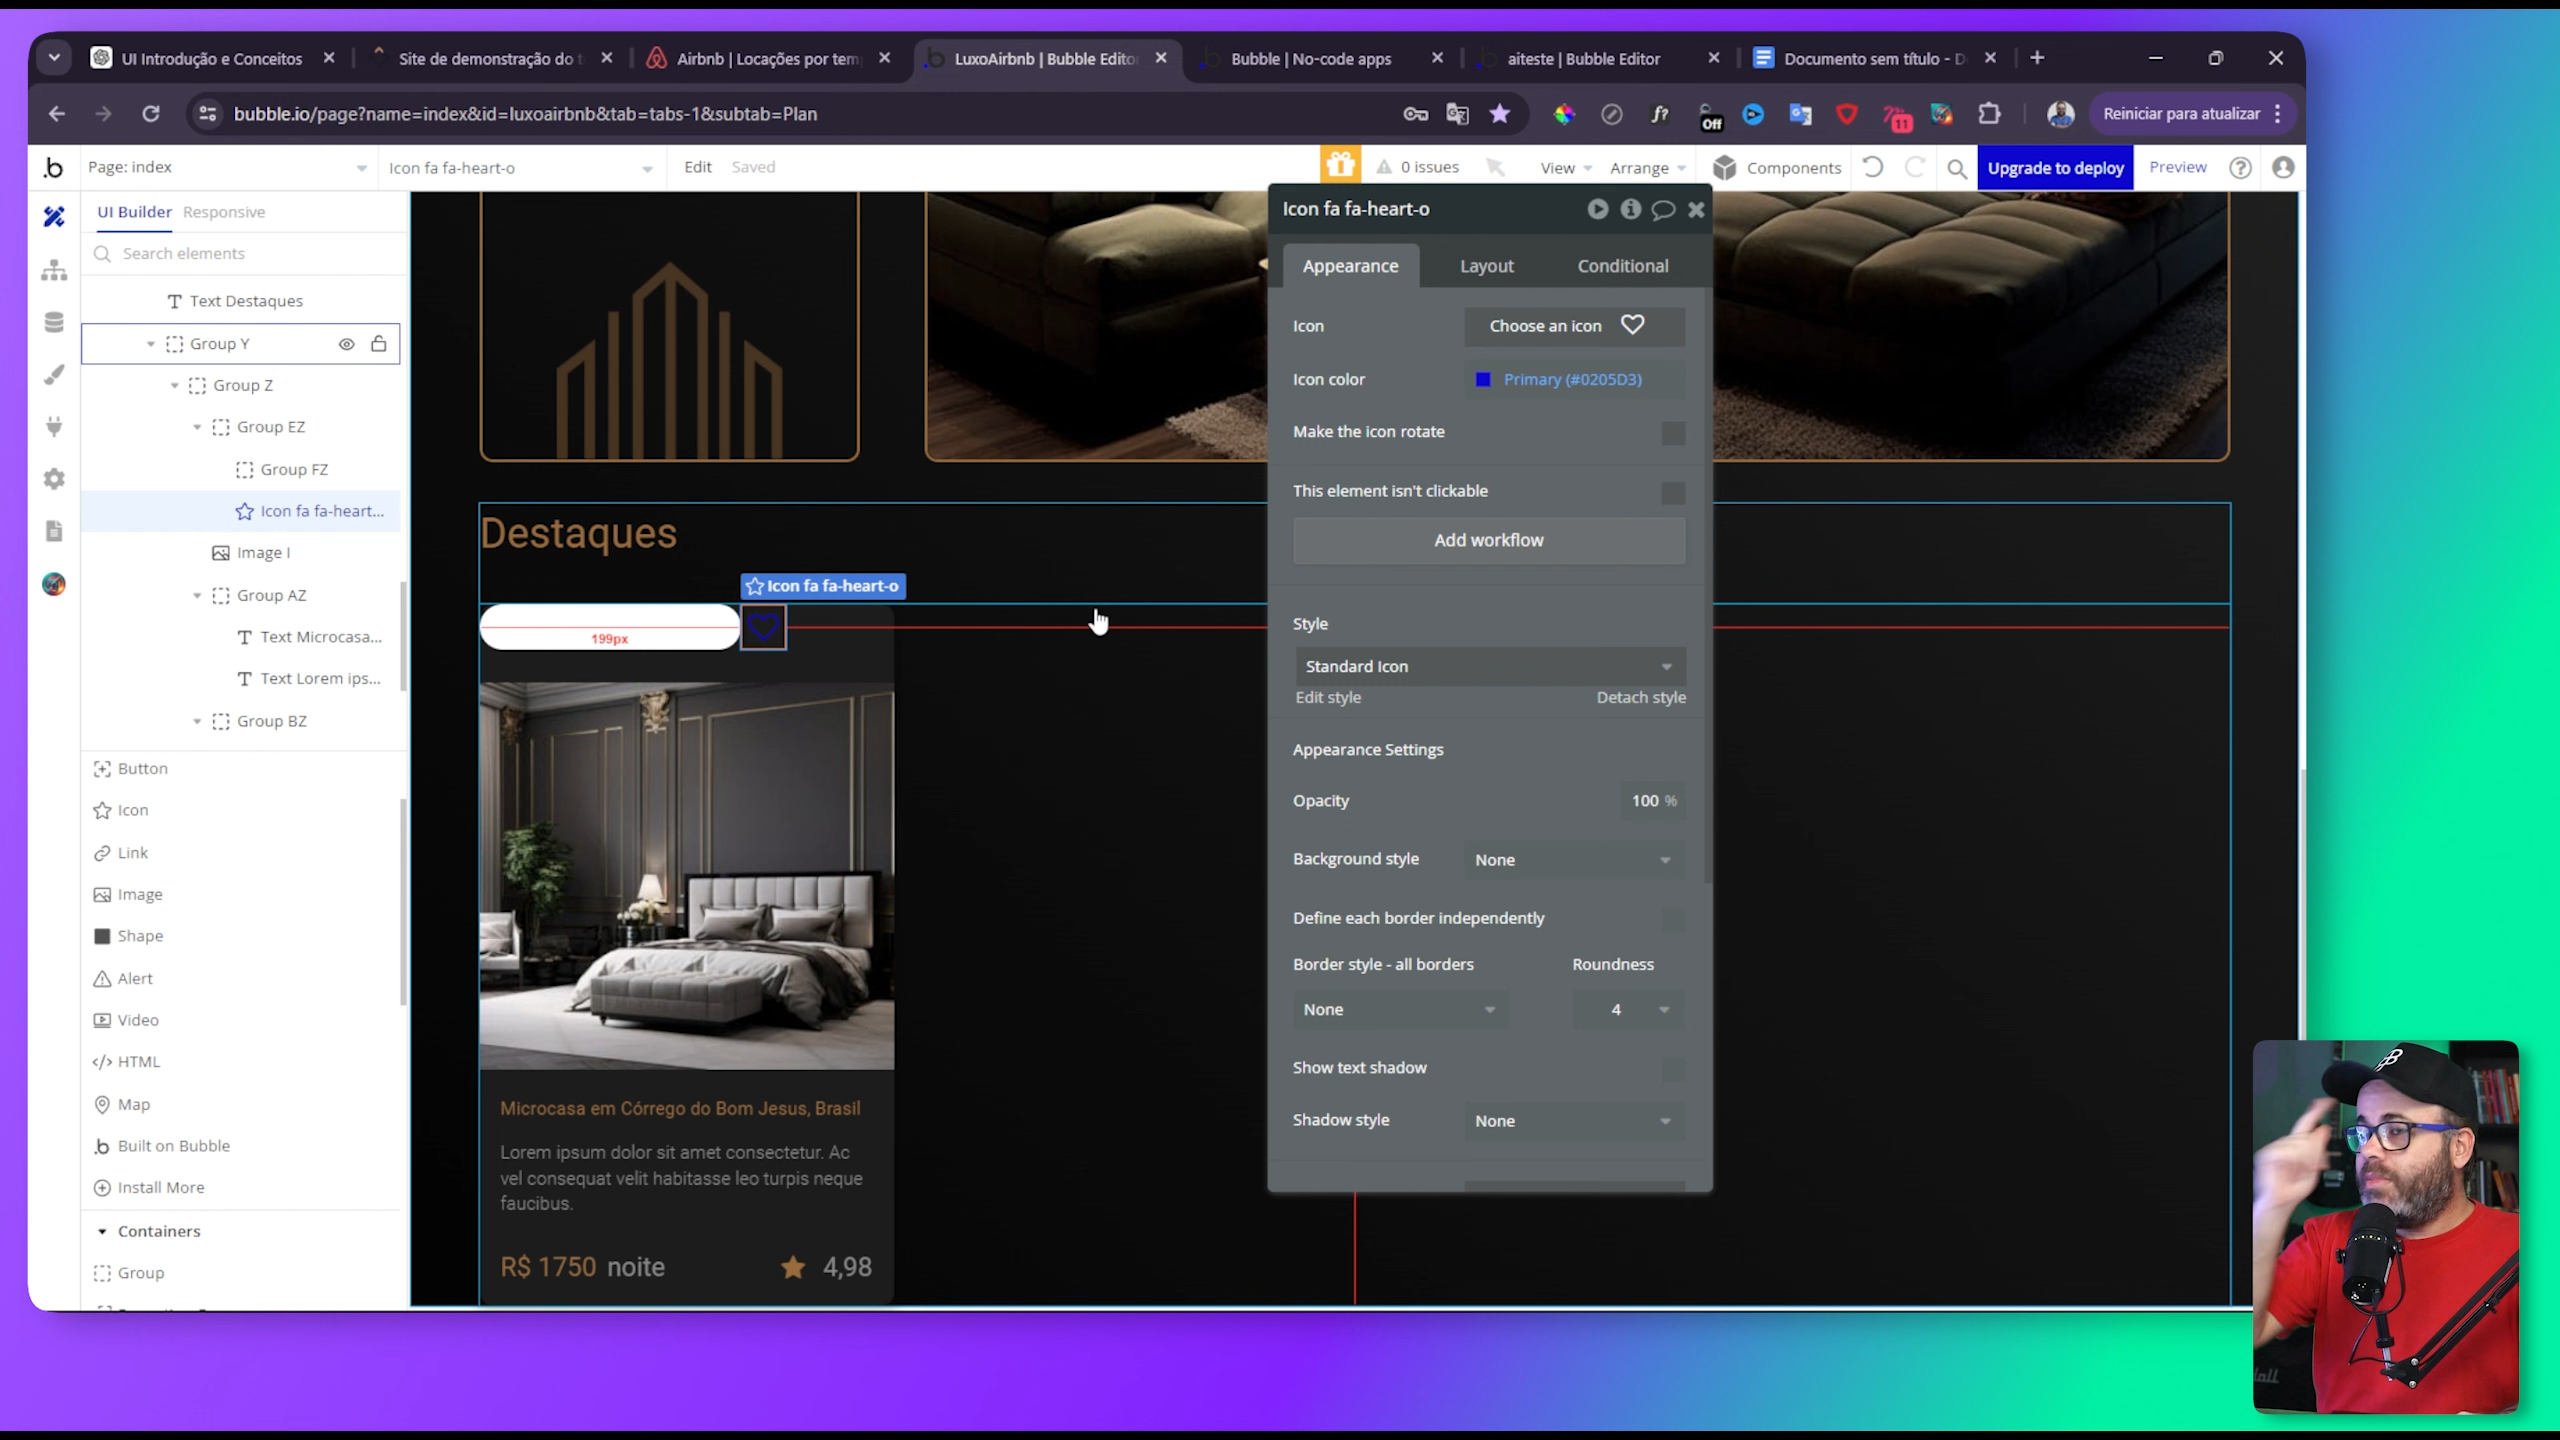 UI Introdução e Conceitos
Site de demonstração do t
Airbnb | Locações por tem
LuxoAirbnb | Bubble Edito
Bubble | No-code apps
aiteste | Bubble Editor
Documento sem título - D
bubble.io/page?name=index&id=luxoairbnb&tab=tabs-1&subtab=Plan
f?
Off
11
Reiniciar para atualizar
.b
Page: index
Icon fa fa-heart-o
Edit
Saved
0 issues
View
Arrange
Components
Upgrade to deploy
Preview
UI Builder
Responsive
Search elements
Text Destaques
Group Y
Group Z
Group EZ
Group FZ
Icon fa fa-heart...
Image I
Group AZ
Text Microcasa...
Text Lorem ips...
Group BZ
Button
Icon
Link
Image
Shape
Alert
Video
</> HTML
Map
.b Built on Bubble
Install More
Containers
Group
Destaques
Icon fa fa-heart-o
199px
Microcasa em Córrego do Bom Jesus, Brasil
Lorem ipsum dolor sit amet consectetur. Ac
vel consequat velit habitasse leo turpis neque
faucibus.
R$ 1750 noite
4,98
Icon fa fa-heart-o
Appearance
Layout
Conditional
Icon
Choose an icon
Icon color
Primary (#0205D3)
Make the icon rotate
This element isn't clickable
Add workflow
Style
Standard Icon
Edit style
Detach style
Appearance Settings
Opacity
100 %
Background style
None
Define each border independently
Border style - all borders
Roundness
None
4
Show text shadow
Shadow style
None